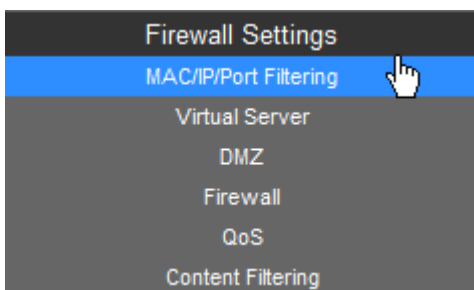 Firewall Settings
MAC/IP/Port Filtering
Virtual Server
DMZ
Firewall
QoS
Content Filtering